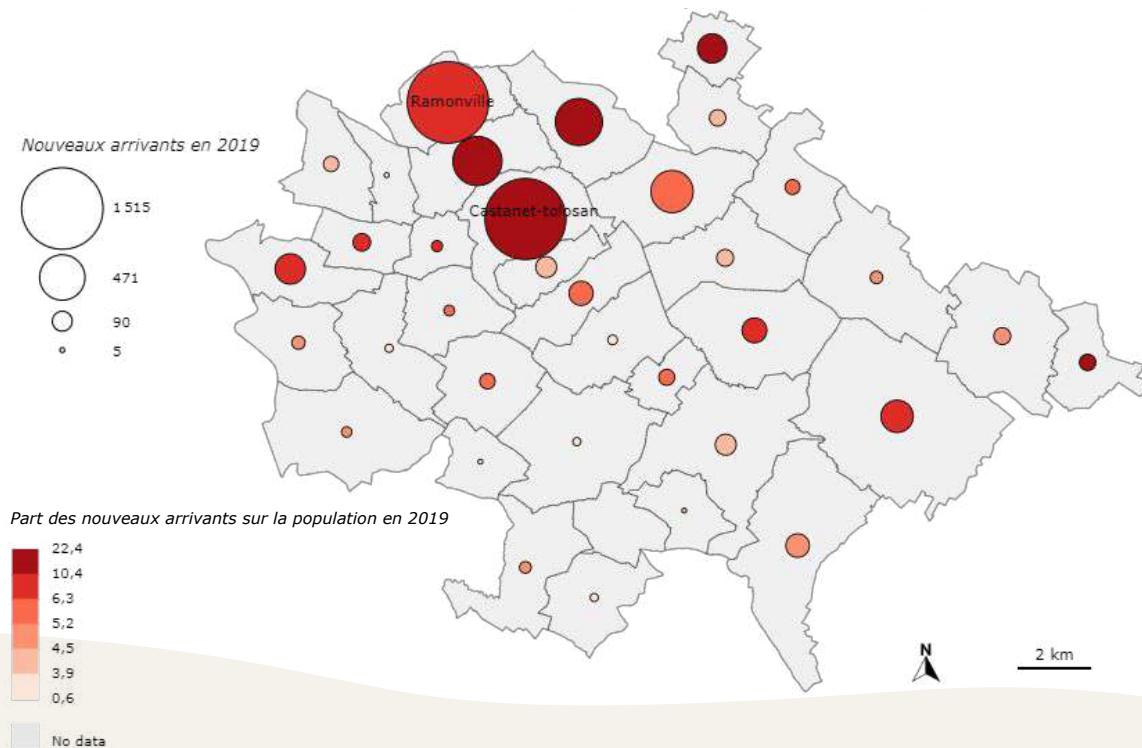 Ramonville
Nouveaux arrivants en 2019
1 515
Castanet-tolosan
471
90
5
Part des nouveaux arrivants sur la population en 2019
22,4
10,4
6,3
5,2
4,5
3,9
0,6
No data
N
2 km